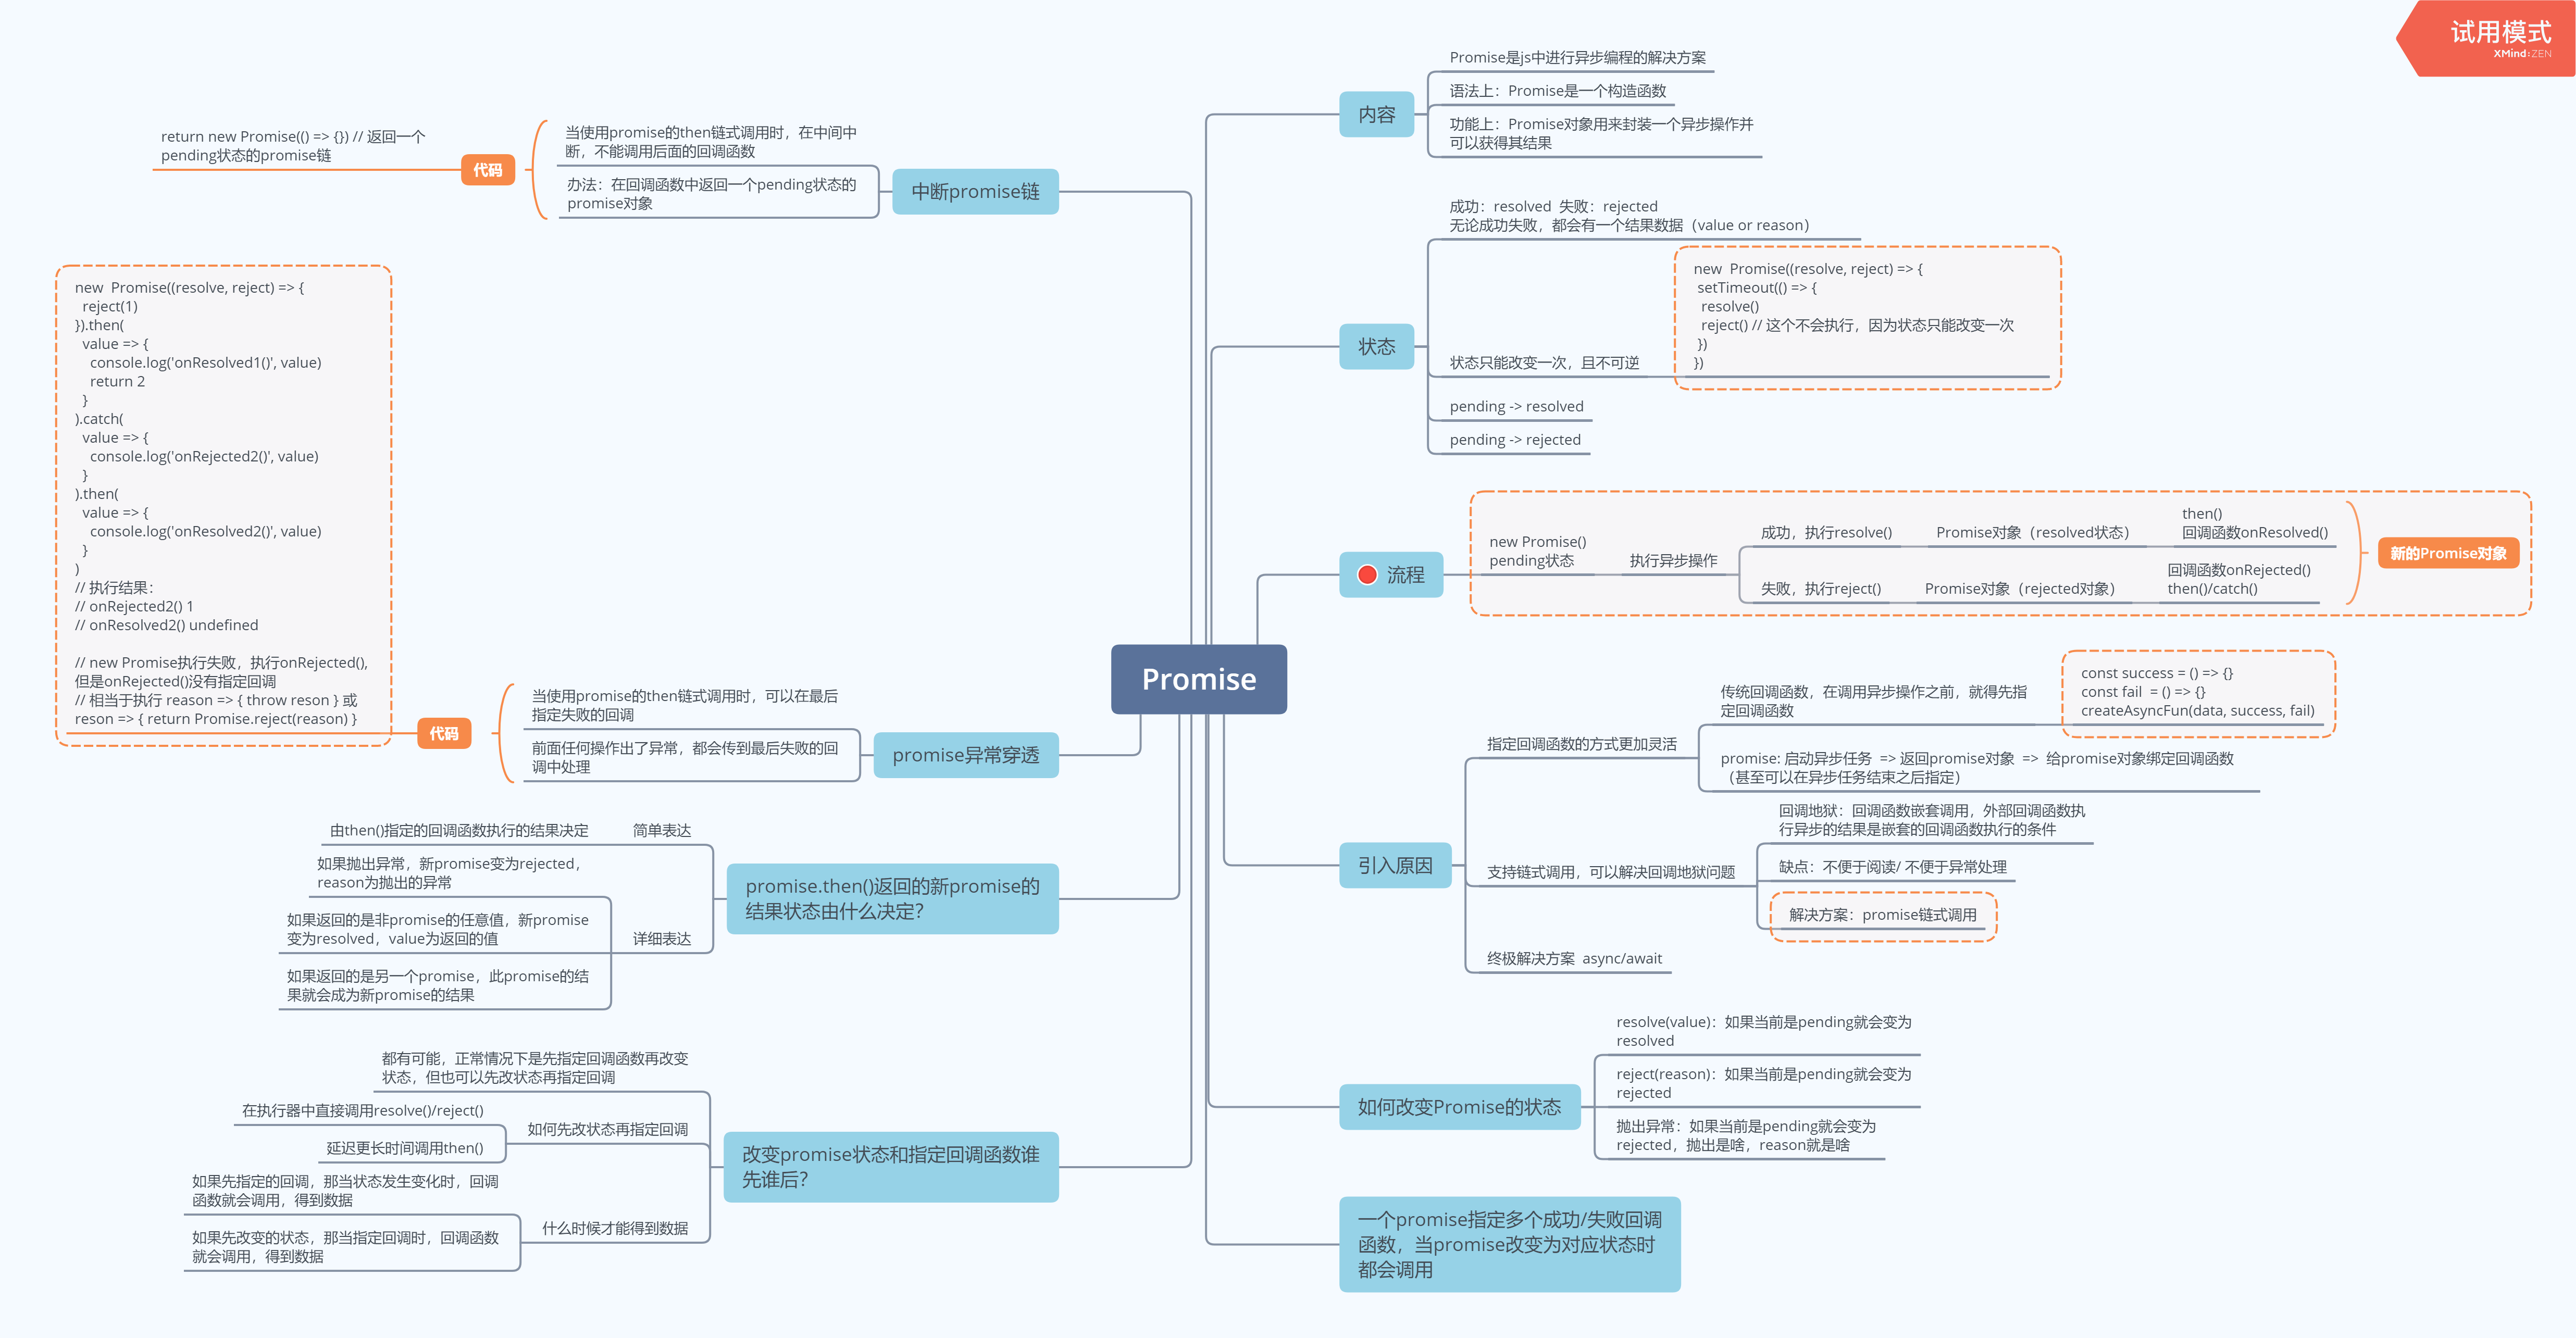 试用模式
XMind:ZEN
Promise
内容
Promise是js中进行异步编程的解决方案
语法上：Promise是一个构造函数
功能上：Promise对象用来封装一个异步操作并
可以获得其结果
状态
成功：resolved  失败：rejected
无论成功失败，都会有一个结果数据（value or reason）
状态只能改变一次，且不可逆
new  Promise((resolve, reject) => {
setTimeout(() => {
resolve()
reject() // 这个不会执行，因为状态只能改变一次
})
})
pending -> resolved
pending -> rejected
流程
new Promise()
pending状态
执行异步操作
成功，执行resolve()
Promise对象（resolved状态）
then()
回调函数onResolved()
失败，执行reject()
Promise对象（rejected对象）
回调函数onRejected()
then()/catch()
新的Promise对象
引入原因
指定回调函数的方式更加灵活
传统回调函数，在调用异步操作之前，就得先指
定回调函数
const success = () => {}
const fail  = () => {}
createAsyncFun(data, success, fail)
promise: 启动异步任务  => 返回promise对象  =>  给promise对象绑定回调函数
（甚至可以在异步任务结束之后指定）
支持链式调用，可以解决回调地狱问题
回调地狱：回调函数嵌套调用，外部回调函数执
行异步的结果是嵌套的回调函数执行的条件
缺点：不便于阅读/ 不便于异常处理
解决方案：promise链式调用
终极解决方案  async/await
如何改变Promise的状态
resolve(value)：如果当前是pending就会变为
resolved
reject(reason)：如果当前是pending就会变为
rejected
抛出异常：如果当前是pending就会变为
rejected，抛出是啥，reason就是啥
一个promise指定多个成功/失败回调
函数，当promise改变为对应状态时
都会调用
中断promise链
当使用promise的then链式调用时，在中间中
断，不能调用后面的回调函数
办法：在回调函数中返回一个pending状态的
promise对象
代码
return new Promise(() => {}) // 返回一个
pending状态的promise链
promise异常穿透
当使用promise的then链式调用时，可以在最后
指定失败的回调
前面任何操作出了异常，都会传到最后失败的回
调中处理
代码
new  Promise((resolve, reject) => {
reject(1)
}).then(
value => {
console.log('onResolved1()', value)
return 2
}
).catch(
value => {
console.log('onRejected2()', value)
}
).then(
value => {
console.log('onResolved2()', value)
}
)
// 执行结果：
// onRejected2() 1
// onResolved2() undefined
// new Promise执行失败，执行onRejected(),
但是onRejected()没有指定回调
// 相当于执行 reason => { throw reson } 或
reson => { return Promise.reject(reason) }
promise.then()返回的新promise的
结果状态由什么决定？
简单表达
由then()指定的回调函数执行的结果决定
详细表达
如果抛出异常，新promise变为rejected，
reason为抛出的异常
如果返回的是非promise的任意值，新promise
变为resolved，value为返回的值
如果返回的是另一个promise，此promise的结
果就会成为新promise的结果
改变promise状态和指定回调函数谁
先谁后？
都有可能，正常情况下是先指定回调函数再改变
状态，但也可以先改状态再指定回调
如何先改状态再指定回调
在执行器中直接调用resolve()/reject()
延迟更长时间调用then()
什么时候才能得到数据
如果先指定的回调，那当状态发生变化时，回调
函数就会调用，得到数据
如果先改变的状态，那当指定回调时，回调函数
就会调用，得到数据